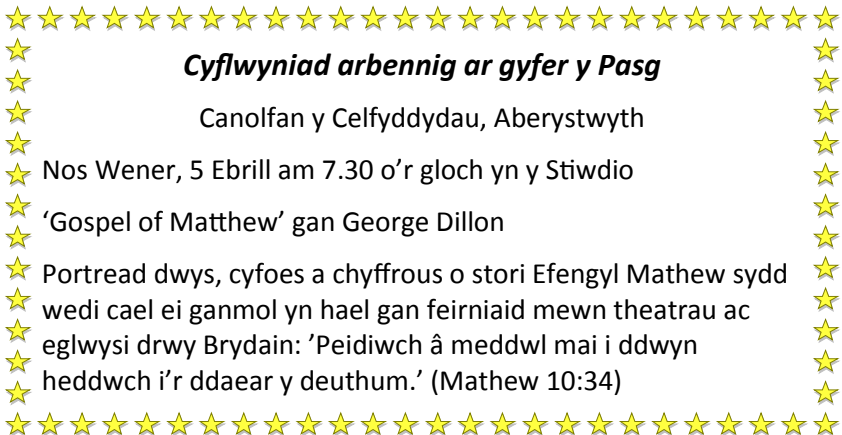 Cyflwyniad arbennig ar gyfer y Pasg
Canolfan y Celfyddydau, Aberystwyth
Nos Wener, 5 Ebrill am 7.30 o’r gloch yn y Stiwdio
‘Gospel of Matthew’ gan George Dillon
Portread dwys, cyfoes a chyffrous o stori Efengyl Mathew sydd
wedi cael ei ganmol yn hael gan feirniaid mewn theatrau ac
eglwysi drwy Brydain: ’Peidiwch â meddwl mai i ddwyn
heddwch i’r ddaear y deuthum.’ (Mathew 10:34)